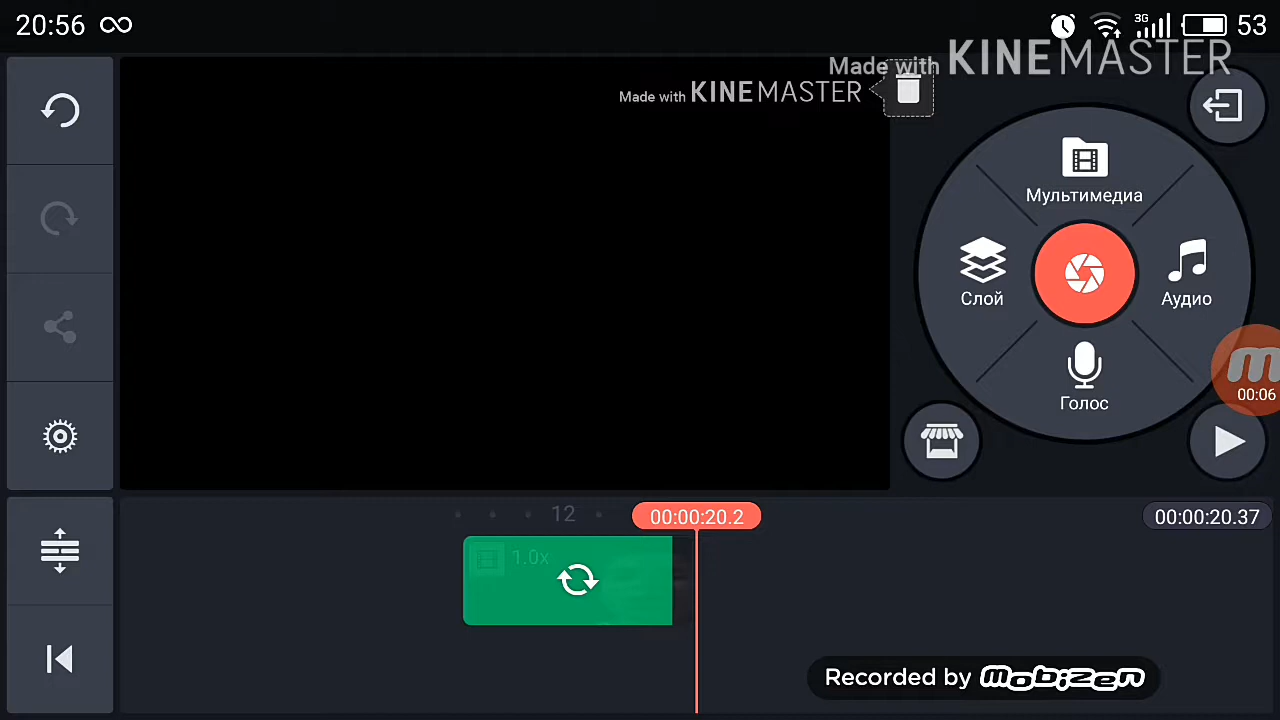 20:56
3G
53
Made with KINEMASTER
Made with KINEMASTER
Мультимедиа
Слой
Аудио
Голос
00:06
12
00:00:20.2
00:00:20.37
1.0x
Recorded by mobizen